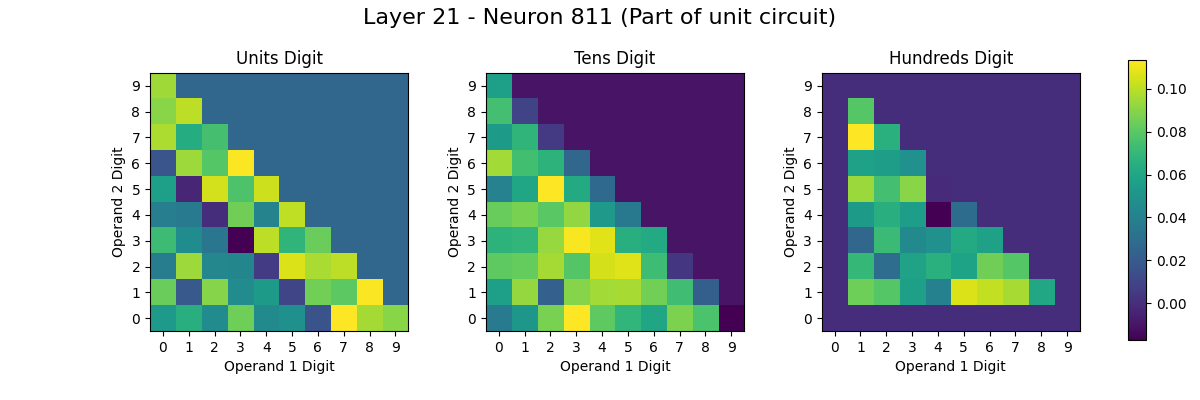 Layer 21 - Neuron 811 (Part of unit circuit)
Units Digit
Tens Digit
Hundreds Digit
Operand 2 Digit
9
8
7
6
5
4
3
2
1
0
0 1 2 3 4 5 6 7 8 9
Operand 1 Digit
Operand 2 Digit
9
8
7
6
5
4
3
2
1
0
0 1 2 3 4 5 6 7 8 9
Operand 1 Digit
Operand 2 Digit
9
8
7
6
5
4
3
2
1
0
0 1 2 3 4 5 6 7 8 9
Operand 1 Digit
0.10
0.08
0.06
0.04
0.02
0.00